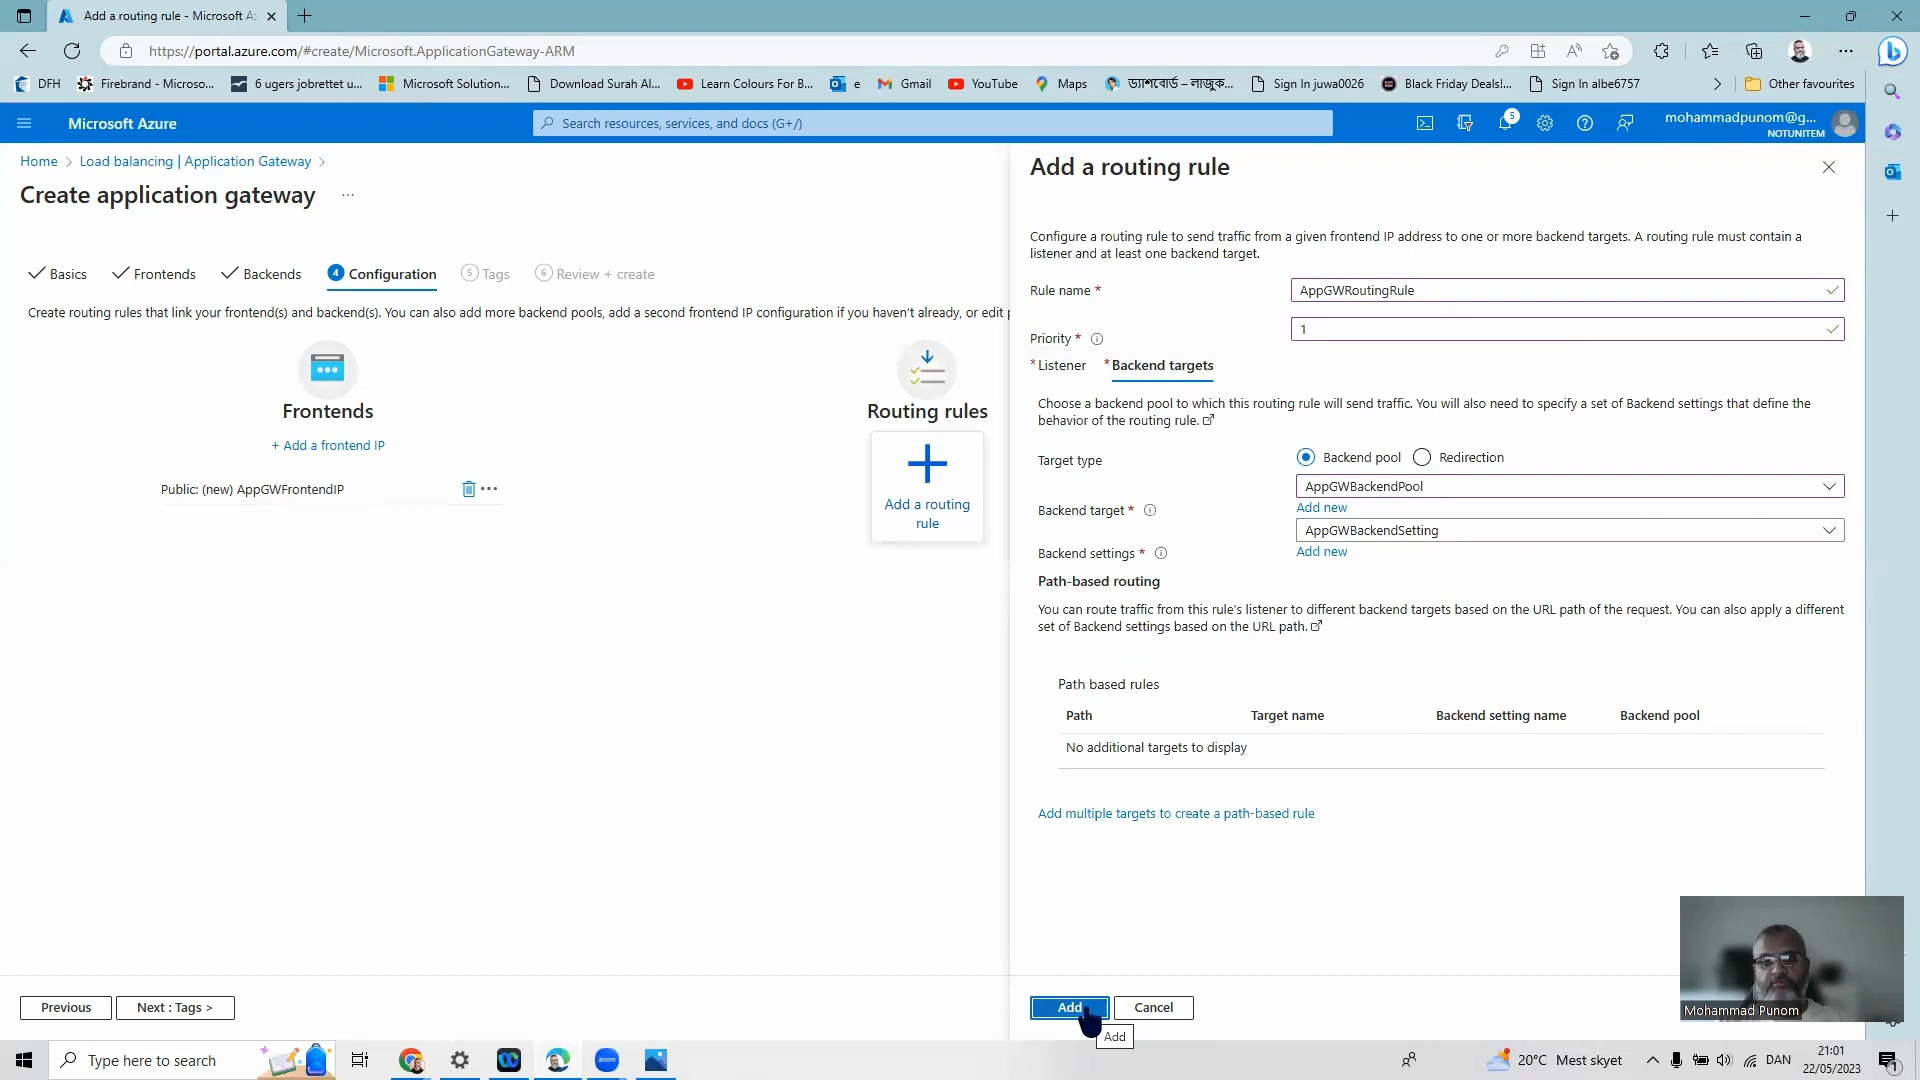 Add a routing rule - Microsoft Az
https://portal.azure.com/#create/Microsoft.ApplicationGateway-ARM
DFH
Firebrand - Microso...
6 ugers jobrettet u...
Microsoft Solution...
Download Surah Al...
Learn Colours For B...
e
Gmail
YouTube
Maps
ড্যাশবোর্ড – লাজুক...
Sign In juwa0026
Black Friday Deals!...
Sign In albe6757
Other favourites
Microsoft Azure
Search resources, services, and docs (G+/)
5
mohammadpunom@g...
NOTUNITEM
Home > Load balancing | Application Gateway >
Create application gateway ...
Basics
Frontends
Backends
4 Configuration
5 Tags
6 Review + create
Create routing rules that link your frontend(s) and backend(s). You can also add more backend pools, add a second frontend IP configuration if you haven't already, or edit
Frontends
+ Add a frontend IP
Public: (new) AppGWFrontendIP
Routing rules
Add a routing
rule
Previous
Next : Tags >
Add a routing rule
Configure a routing rule to send traffic from a given frontend IP address to one or more backend targets. A routing rule must contain a
listener and at least one backend target.
Rule name *
AppGWRoutingRule
Priority *
1
* Listener
* Backend targets
Choose a backend pool to which this routing rule will send traffic. You will also need to specify a set of Backend settings that define the
behavior of the routing rule.
Target type
Backend pool
Redirection
AppGWBackendPool
Backend target *
Add new
AppGWBackendSetting
Backend settings *
Add new
Path-based routing
You can route traffic from this rule's listener to different backend targets based on the URL path of the request. You can also apply a different
set of Backend settings based on the URL path.
Path based rules
Path
Target name
Backend setting name
Backend pool
No additional targets to display
Add multiple targets to create a path-based rule
Add
Cancel
Add
Mohammad Punom
Type here to search
zoom
20°C Mest skyet
DAN
21:01
22/05/2023
1